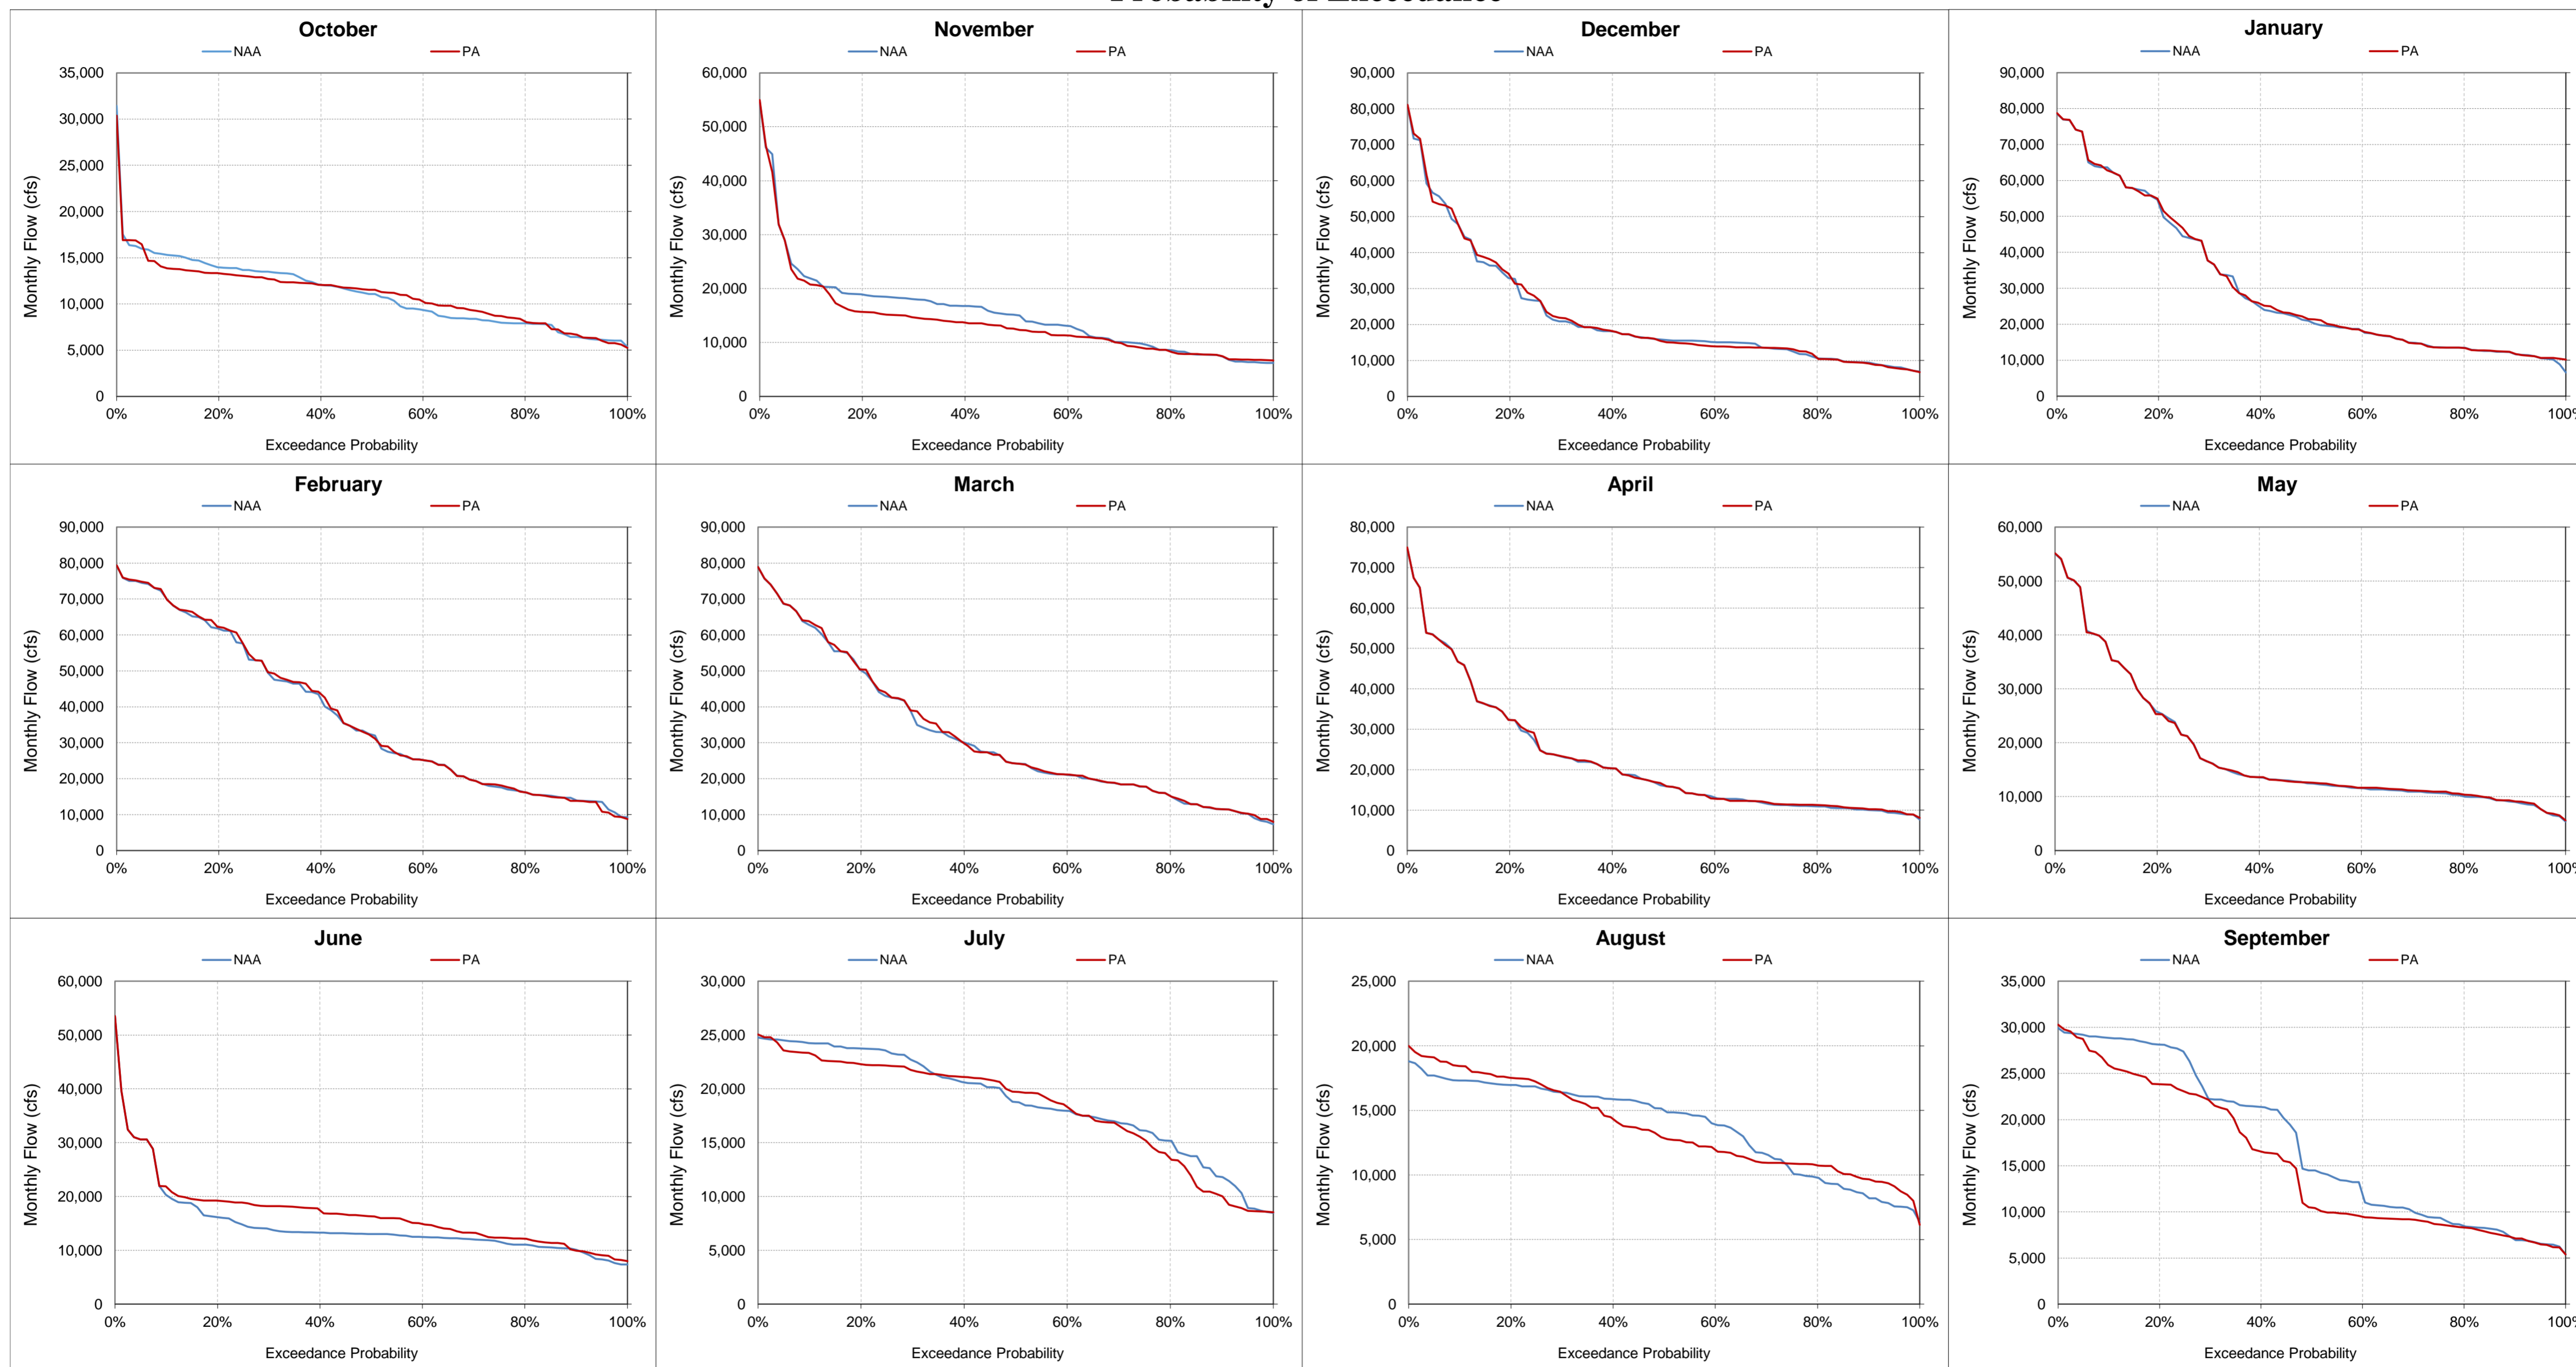 Probability of Exceedance
October
NAA PA
35,000
30,000
25,000
20,000
15,000
10,000
5,000
0
Monthly Flow (cfs)
0% 20% 40% 60% 80% 100%
Exceedance Probability
November
NAA PA
60,000
50,000
40,000
30,000
20,000
10,000
0
Monthly Flow (cfs)
0% 20% 40% 60% 80% 100%
Exceedance Probability
December
NAA PA
90,000
80,000
70,000
60,000
50,000
40,000
30,000
20,000
10,000
0
Monthly Flow (cfs)
0% 20% 40% 60% 80% 100%
Exceedance Probability
January
NAA PA
90,000
80,000
70,000
60,000
50,000
40,000
30,000
20,000
10,000
0
Monthly Flow (cfs)
0% 20% 40% 60% 80% 100%
Exceedance Probability
February
NAA PA
90,000
80,000
70,000
60,000
50,000
40,000
30,000
20,000
10,000
0
Monthly Flow (cfs)
0% 20% 40% 60% 80% 100%
Exceedance Probability
March
NAA PA
90,000
80,000
70,000
60,000
50,000
40,000
30,000
20,000
10,000
0
Monthly Flow (cfs)
0% 20% 40% 60% 80% 100%
Exceedance Probability
April
NAA PA
80,000
70,000
60,000
50,000
40,000
30,000
20,000
10,000
0
Monthly Flow (cfs)
0% 20% 40% 60% 80% 100%
Exceedance Probability
May
NAA PA
60,000
50,000
40,000
30,000
20,000
10,000
0
Monthly Flow (cfs)
0% 20% 40% 60% 80% 100%
Exceedance Probability
June
NAA PA
60,000
50,000
40,000
30,000
20,000
10,000
0
Monthly Flow (cfs)
0% 20% 40% 60% 80% 100%
Exceedance Probability
July
NAA PA
30,000
25,000
20,000
15,000
10,000
5,000
0
Monthly Flow (cfs)
0% 20% 40% 60% 80% 100%
Exceedance Probability
August
NAA PA
25,000
20,000
15,000
10,000
5,000
0
Monthly Flow (cfs)
0% 20% 40% 60% 80% 100%
Exceedance Probability
September
NAA PA
35,000
30,000
25,000
20,000
15,000
10,000
5,000
0
Monthly Flow (cfs)
0% 20% 40% 60% 80% 100%
Exceedance Probability